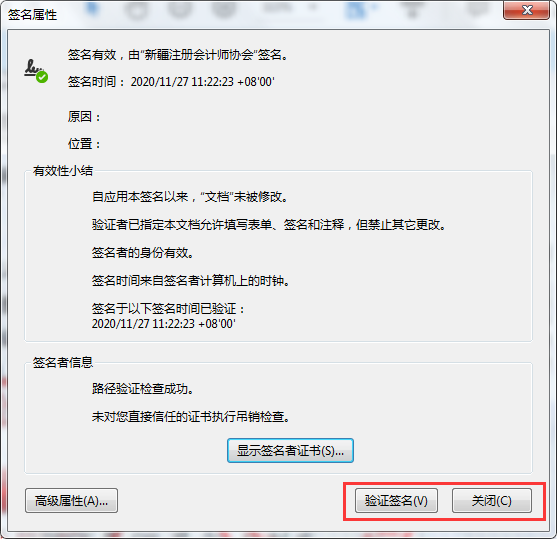 签名属性
签名有效，由“新疆注册会计师协会”签名。
签名时间： 2020/11/27 11:22:23 +08'00'
原因：
位置：
有效性小结
自应用本签名以来，“文档”未被修改。
验证者已指定本文档允许填写表单、签名和注释，但禁止其它更改。
签名者的身份有效。
签名时间来自签名者计算机上的时钟。
签名于以下签名时间已验证：
2020/11/27 11:22:23 +08'00'
签名者信息
路径验证检查成功。
未对您直接信任的证书执行吊销检查。
显示签名者证书(S)...
高级属性(A)... 验证签名(V) 关闭(C)